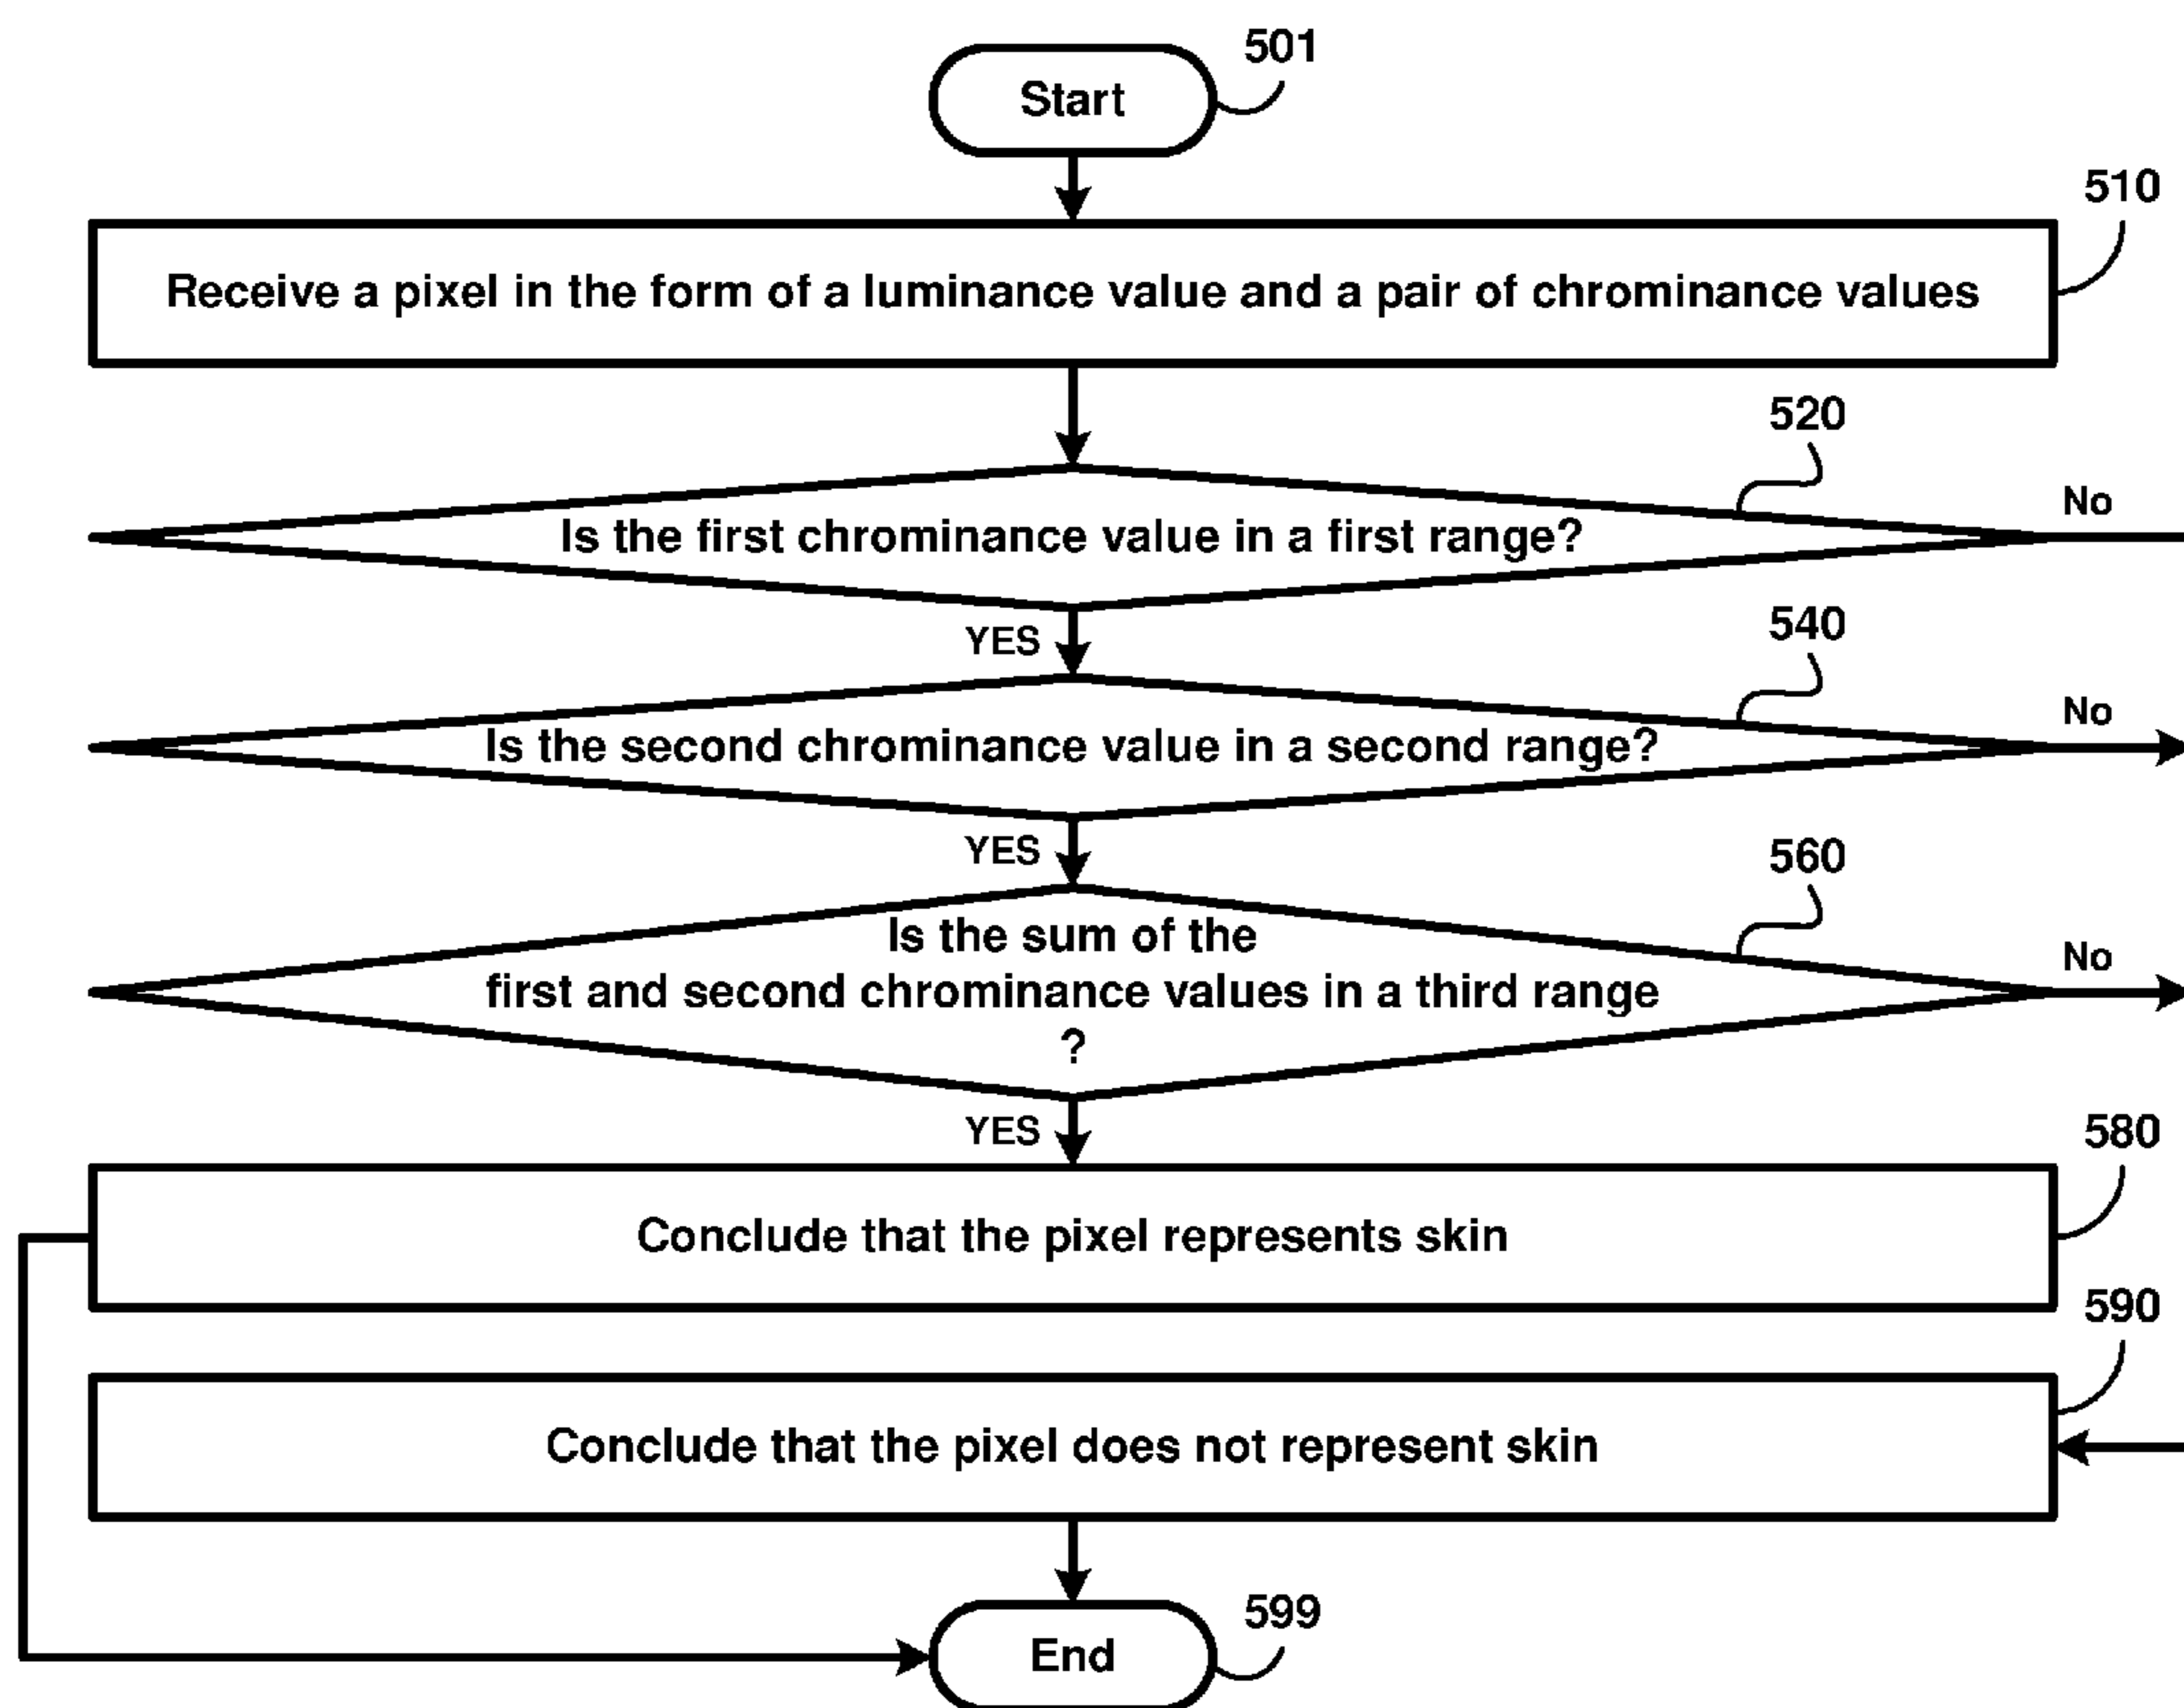 501
Start
510
Receive a pixel in the form of a luminance value and a pair of chrominance values
520
No
Is the first chrominance value in a first range?
YES
540
No
Is the second chrominance value in a second range?
YES
560
Is the sum of the
No
first and second chrominance values in a third range
?
YES
580
Conclude that the pixel represents skin
590
Conclude that the pixel does not represent skin
599
End